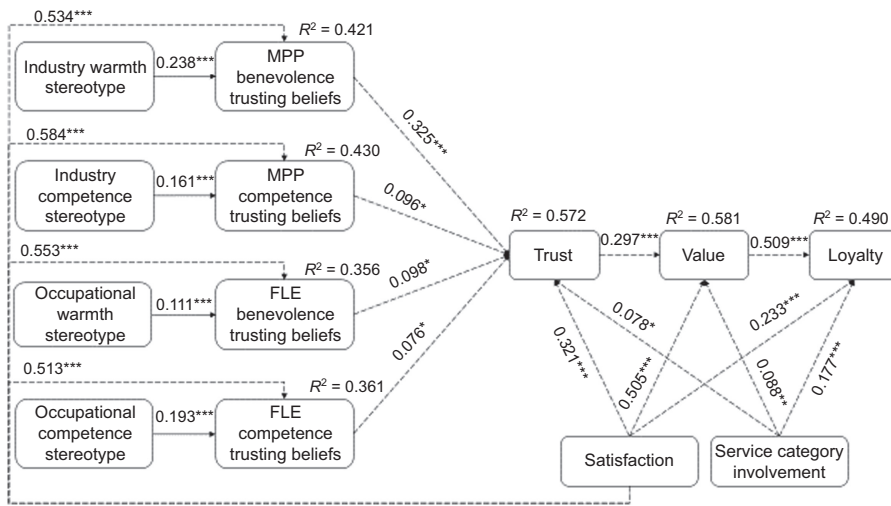 0.534***
R² = 0.421
Industry warmth
stereotype
0.238***
MPP
benevolence
trusting beliefs
0.325***
0.584***
R² = 0.430
Industry
competence
stereotype
0.161***
MPP
competence
trusting beliefs
0.096*
0.553***
R² = 0.356
Occupational
warmth
stereotype
0.111***
FLE
benevolence
trusting beliefs
0.098*
0.513***
R² = 0.361
Occupational
competence
stereotype
0.193***
FLE
competence
trusting beliefs
0.076*
R² = 0.572
Trust
0.297***
R² = 0.581
Value
0.509***
R² = 0.490
Loyalty
0.321***
0.505***
0.078*
0.233***
0.088**
0.177***
Satisfaction
Service category
involvement